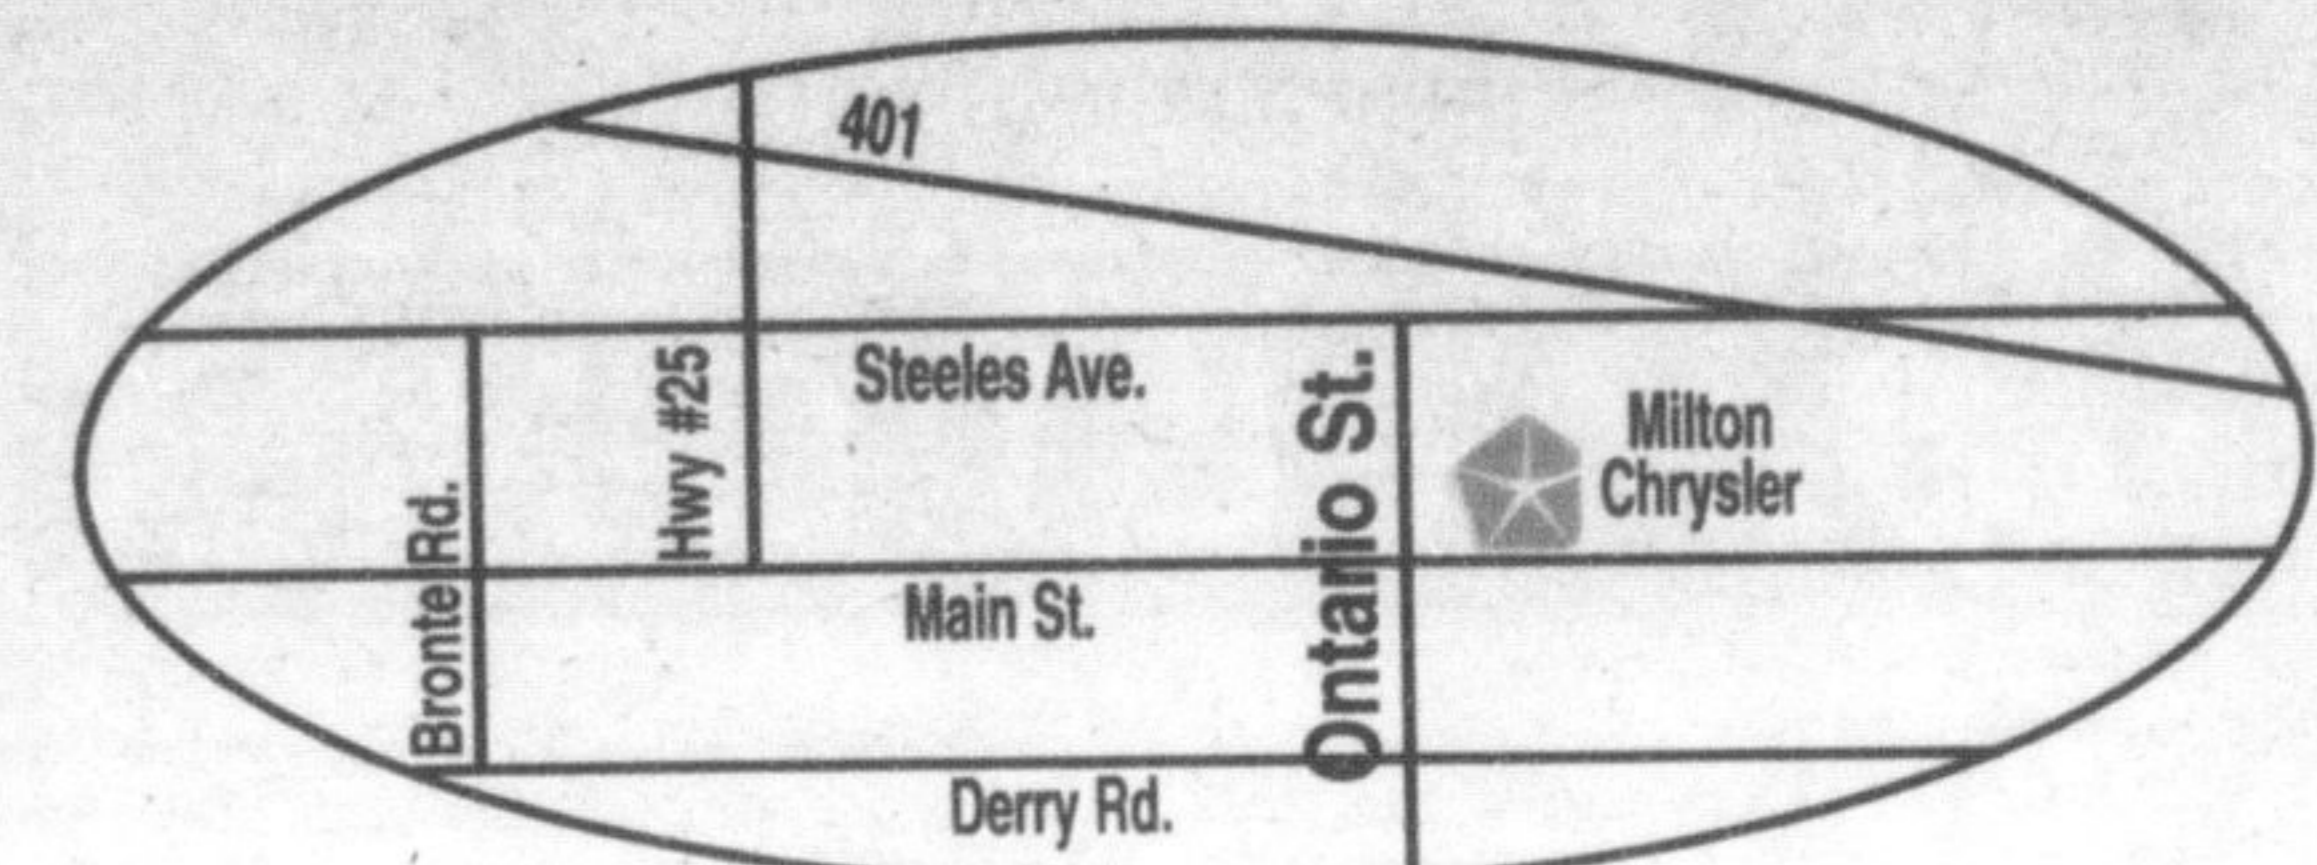 401
Steeles Ave.
Hwy #25
Ontario St.
Milton
Chrysler
Bronte Rd.
Main St.
Derry Rd.